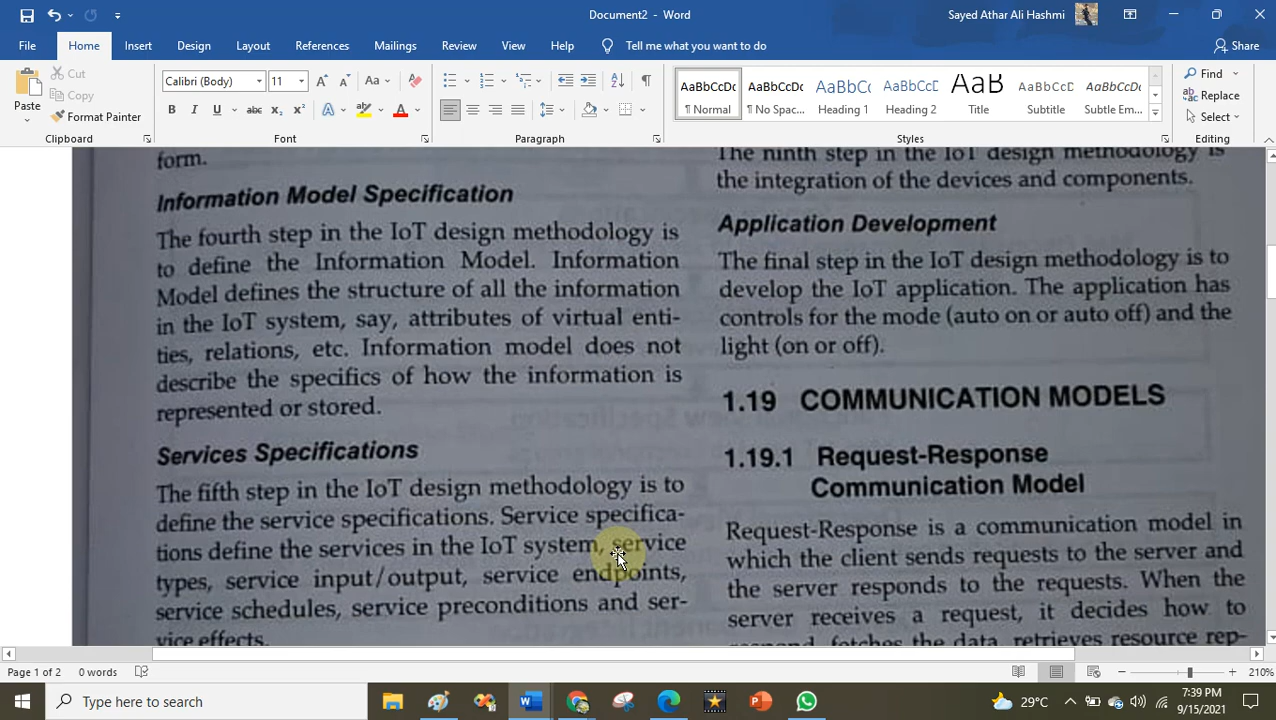 Document2 - Word
Sayed Athar Ali Hashmi
File
Home
Insert
Design
Layout
References
Mailings
Review
View
Help
Tell me what you want to do
Share
Paste
Cut
Copy
Format Painter
Clipboard
Calibri (Body)
11
Font
Paragraph
AaBbCcDc
¶ Normal
AaBbCcDc
¶ No Spac...
AaBbC
Heading 1
AaBbCcE
Heading 2
AaB
Title
AaBbCcD
Subtitle
AaBbCcDc
Subtle Em...
Styles
Find
Replace
Select
Editing
form.
Information Model Specification
The fourth step in the IoT design methodology is
to define the Information Model. Information
Model defines the structure of all the information
in the IoT system, say, attributes of virtual enti-
ties, relations, etc. Information model does not
describe the specifics of how the information is
represented or stored.
Services Specifications
The fifth step in the IoT design methodology is to
define the service specifications. Service specifica-
tions define the services in the IoT system, service
types, service input/output, service endpoints,
service schedules, service preconditions and ser-
vice effects.
The ninth step in the IoT design methodology is
the integration of the devices and components.
Application Development
The final step in the IoT design methodology is to
develop the IoT application. The application has
controls for the mode (auto on or auto off) and the
light (on or off).
1.19 COMMUNICATION MODELS
1.19.1 Request-Response
Communication Model
Request-Response is a communication model in
which the client sends requests to the server and
the server responds to the requests. When the
server receives a request, it decides how to
respond, fetches the data, retrieves resource rep-
Page 1 of 2
0 words
210%
Type here to search
29°C
7:39 PM
9/15/2021